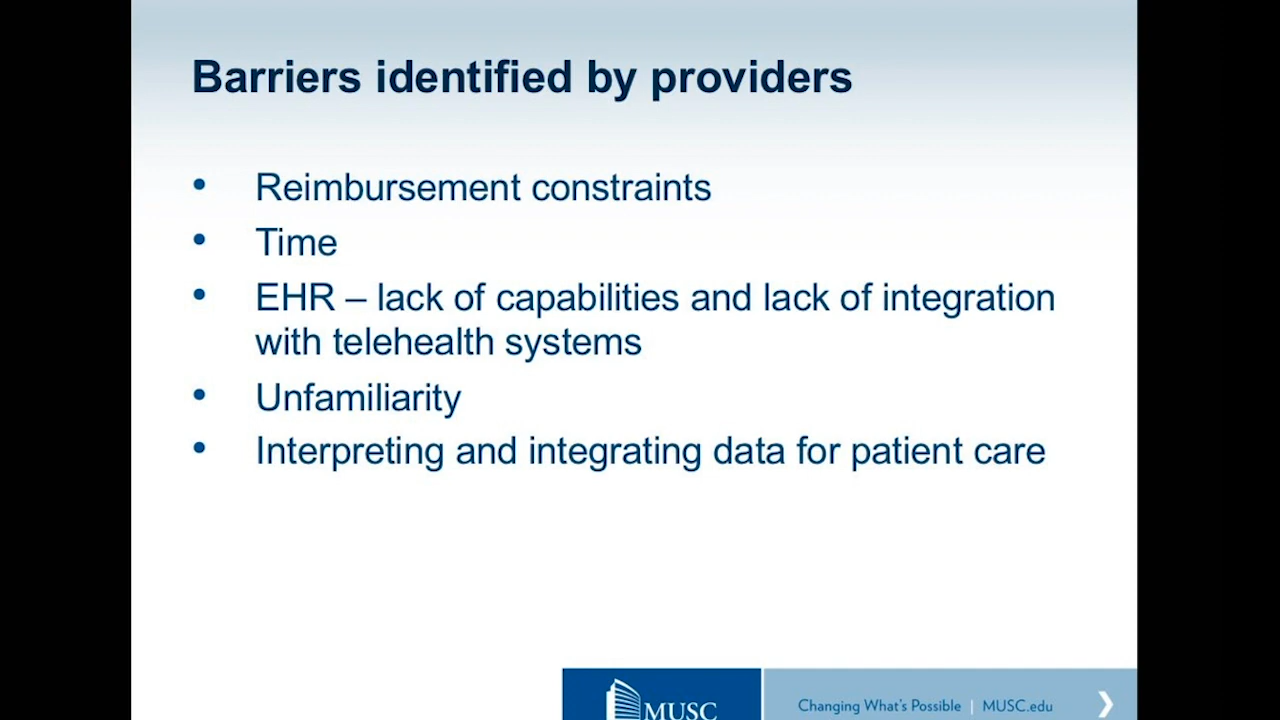 Barriers identified by providers
• Reimbursement constraints
• Time
• EHR – lack of capabilities and lack of integration
with telehealth systems
• Unfamiliarity
• Interpreting and integrating data for patient care
MUSC
Changing What's Possible | MUSC.edu